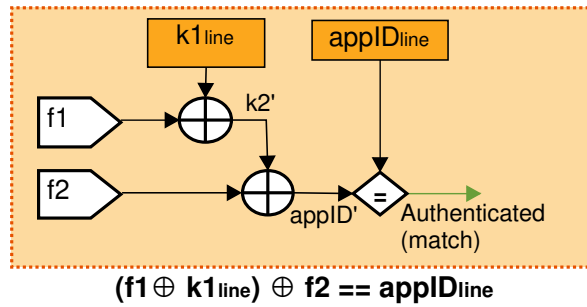 k1line
appIDline
f1
k2'
f2
=
appID'
Authenticated
(match)
(f1 ⊕ k1line) ⊕ f2 == appIDline